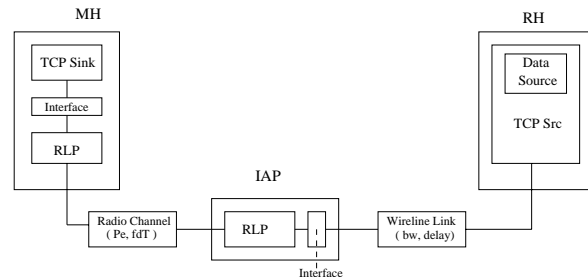 MH
TCP Sink
Interface
RLP
Radio Channel
( Pe, fdT )
IAP
RLP
Interface
Wireline Link
( bw, delay)
RH
Data
Source
TCP Src